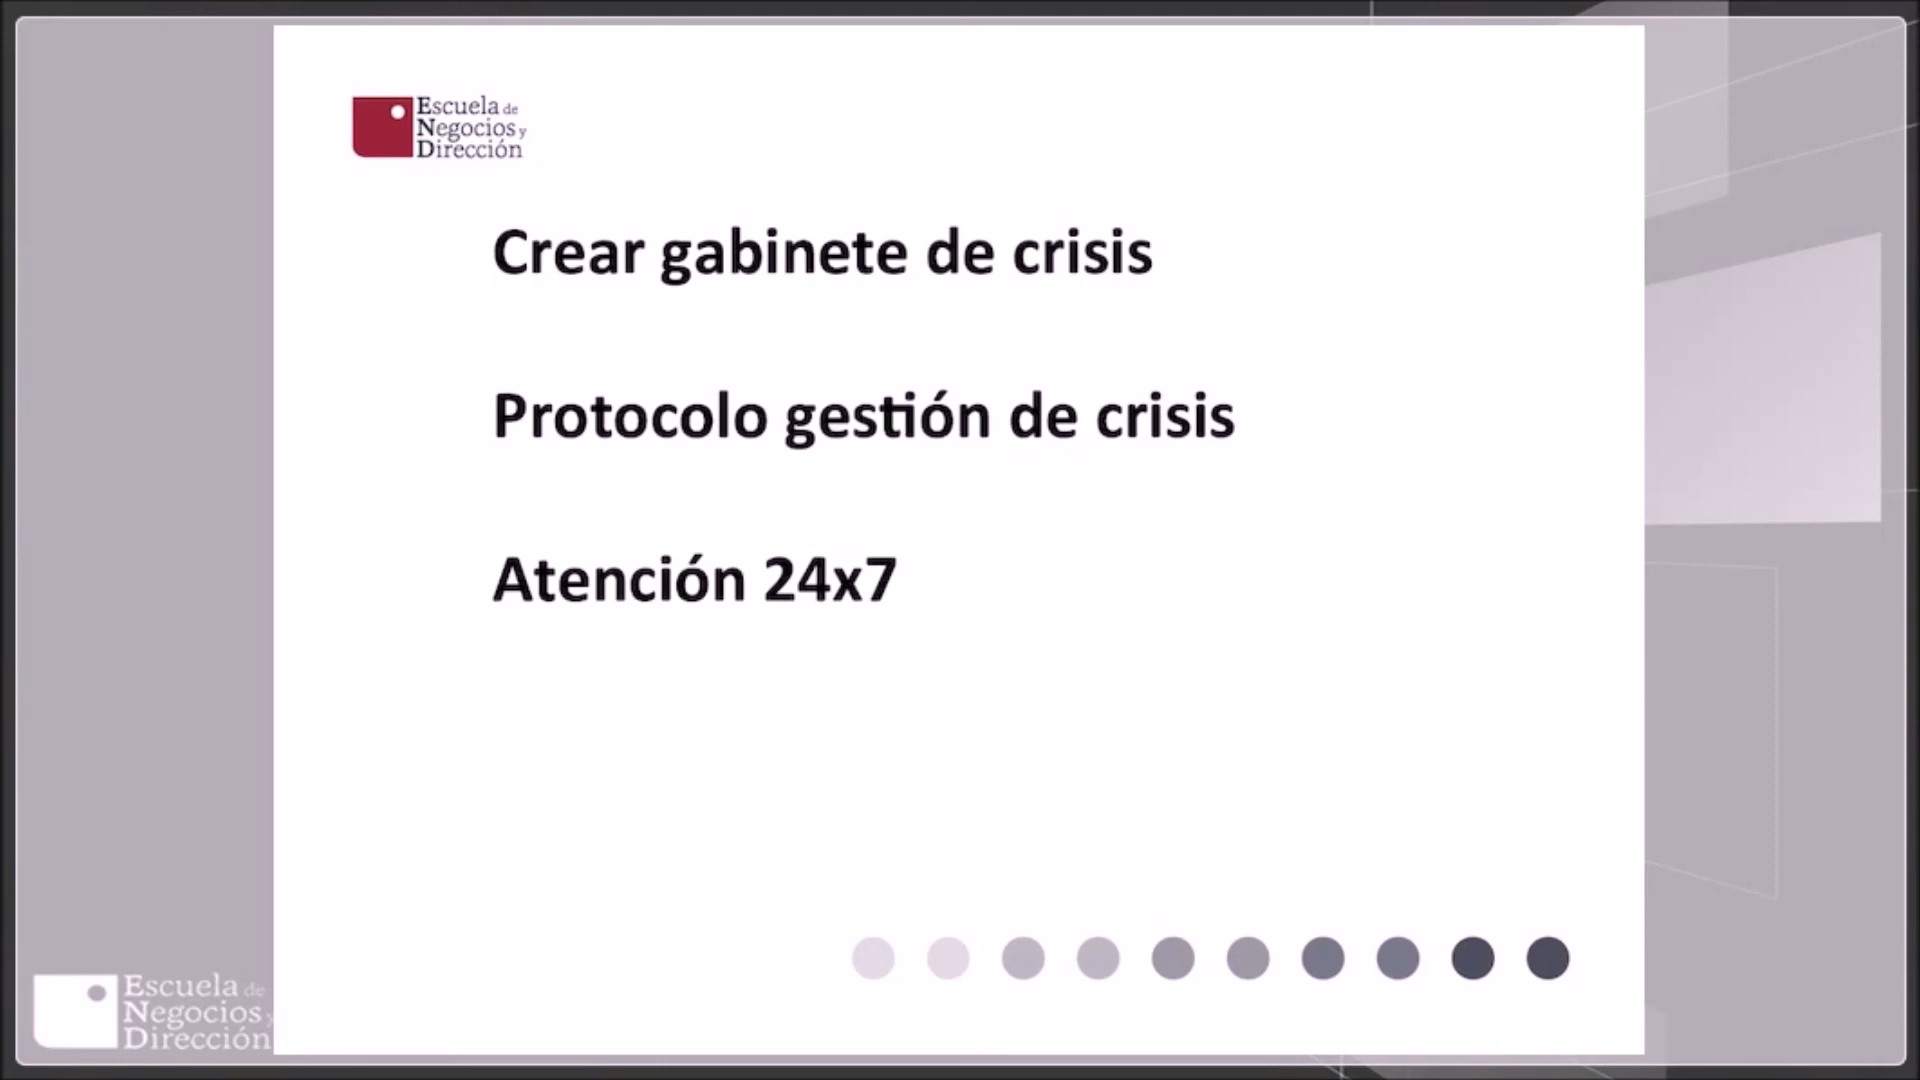 Escuela de
Negocios y
Dirección
Crear gabinete de crisis
Protocolo gestión de crisis
Atención 24x7
Escuela de
Negocios y
Dirección